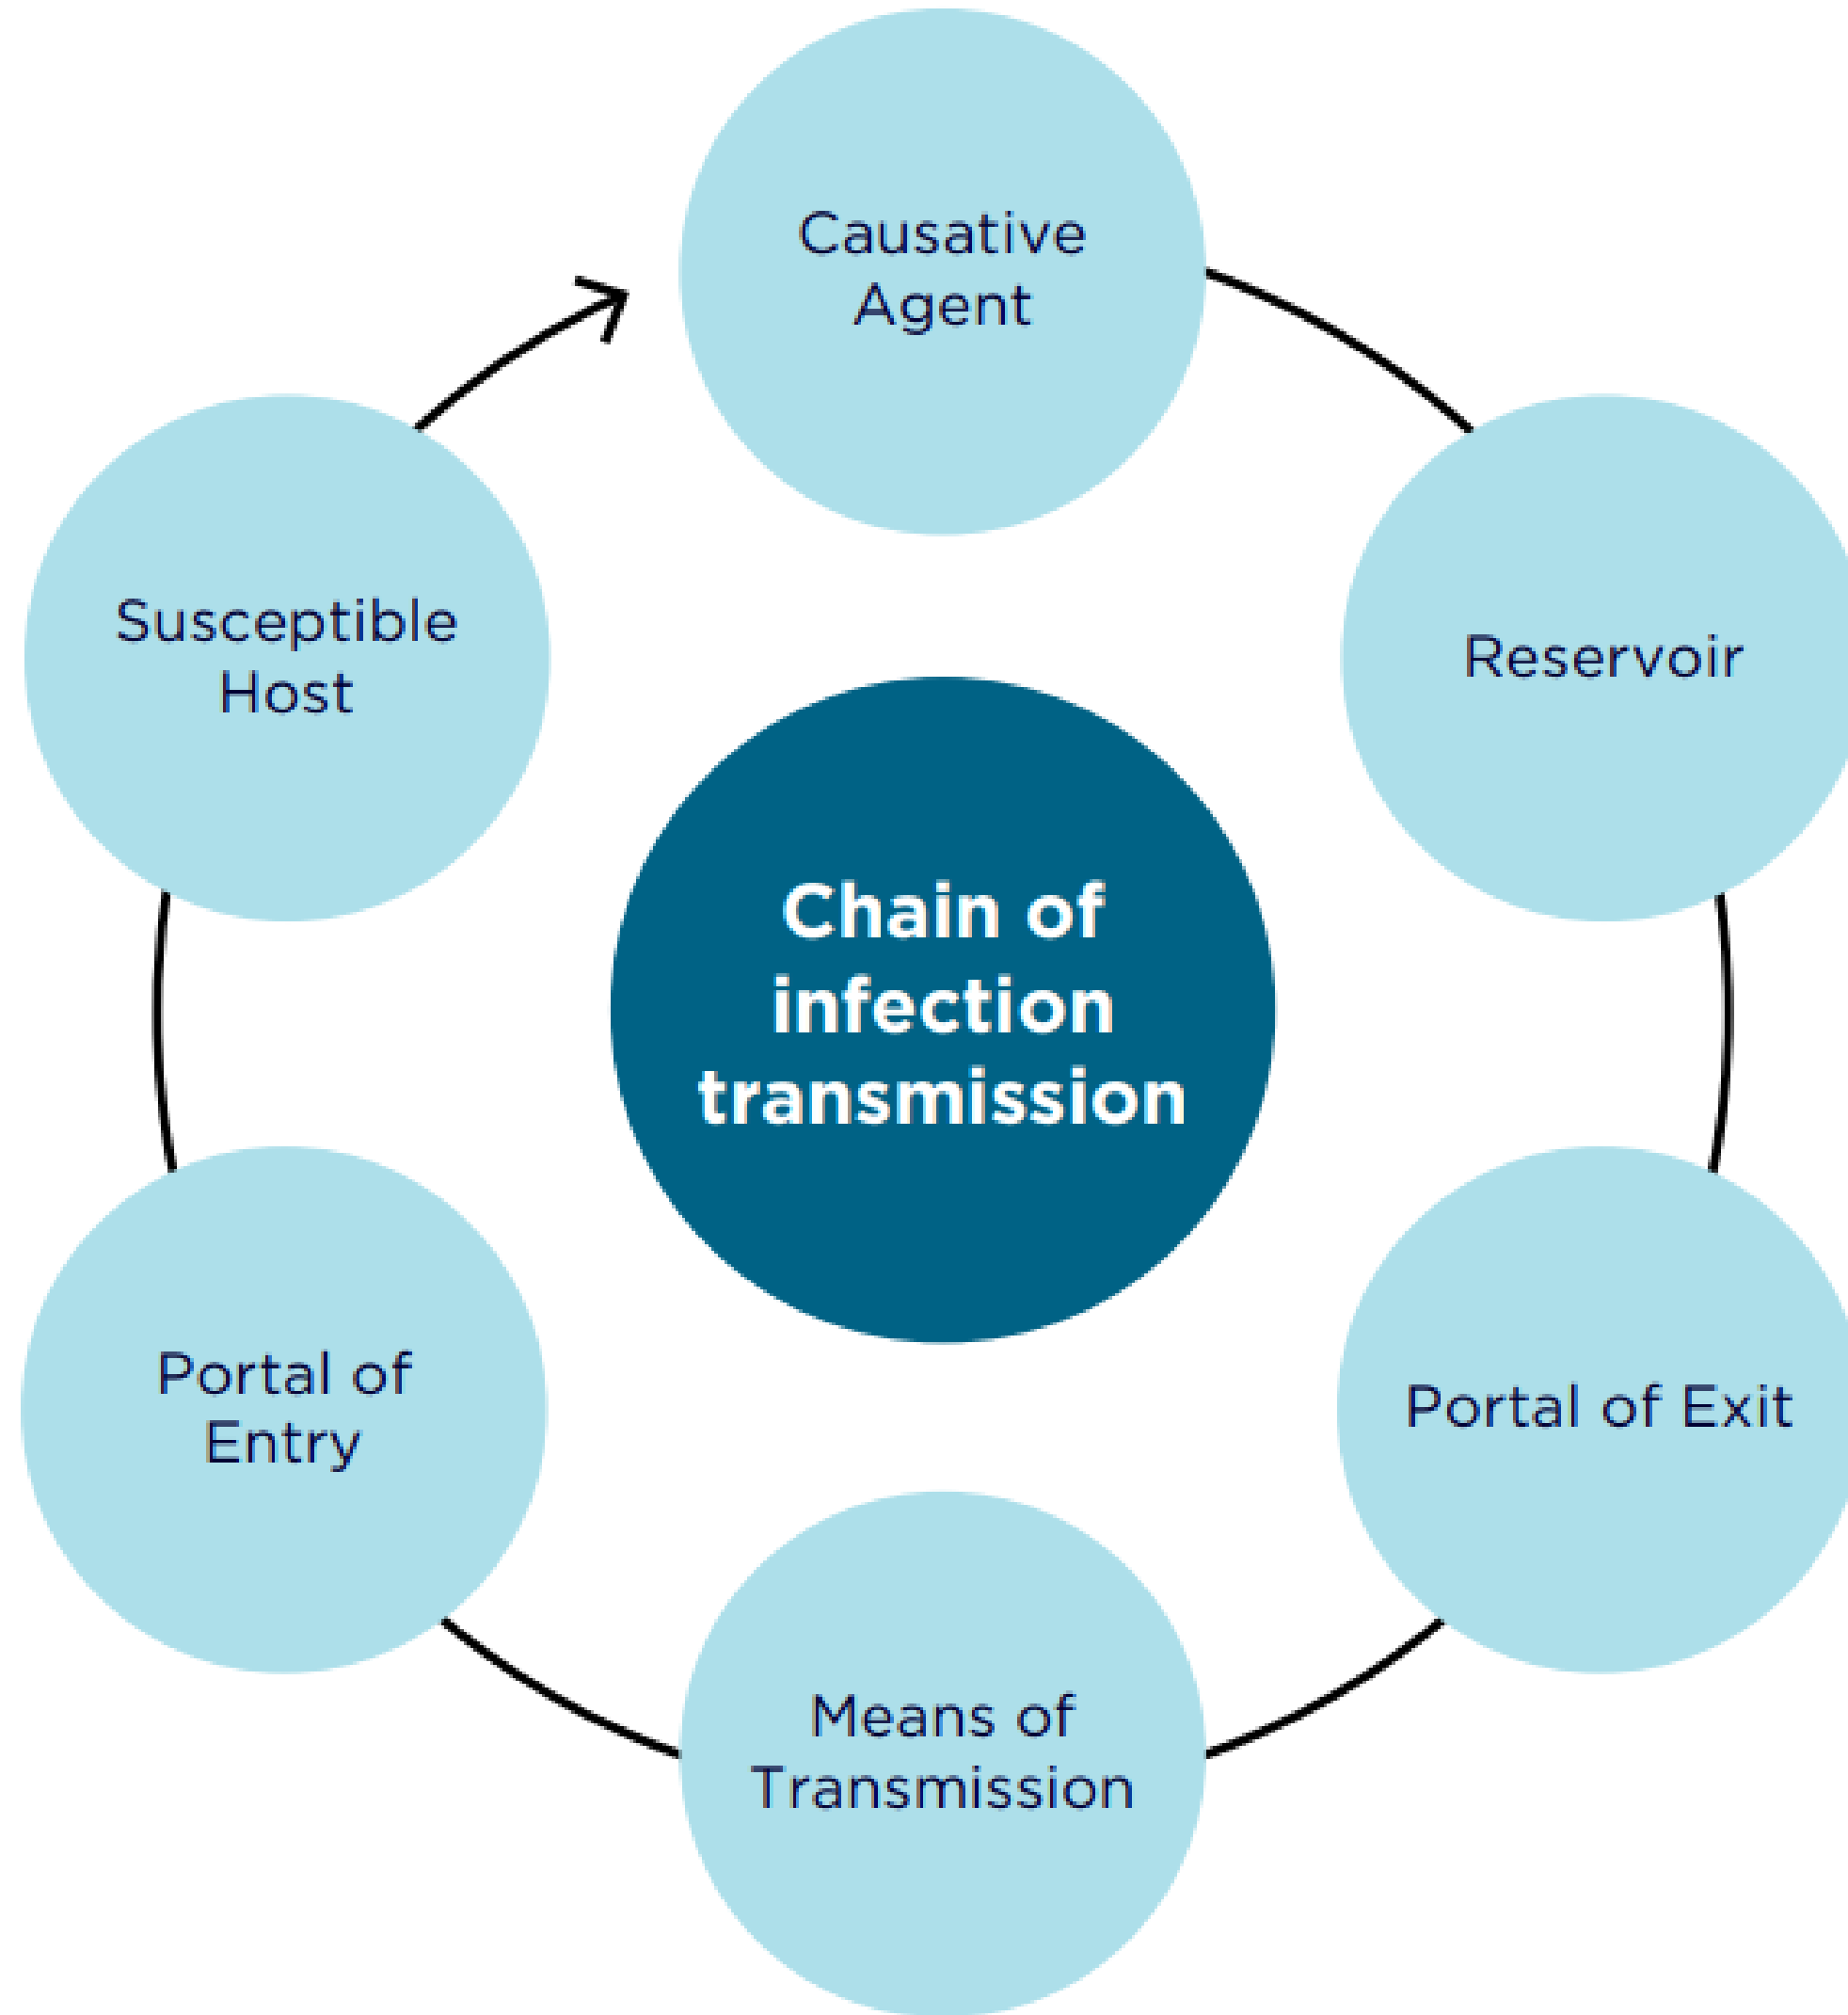 Causative
Agent
Reservoir
Portal of Exit
Means of
Transmission
Portal of
Entry
Susceptible
Host
Chain of
infection
transmission